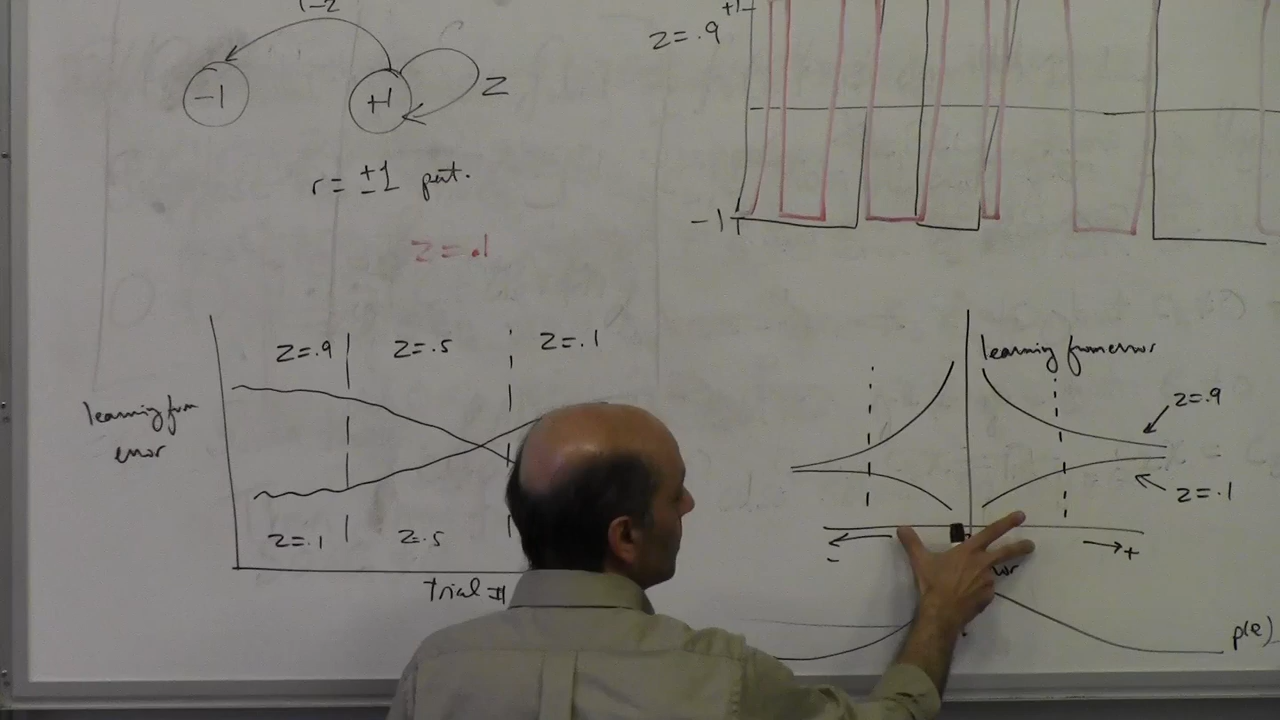 1-z
-1
+1
z
r = ±1 pert.
z = .1
z = .9
+1
-1
z = .9
z = .5
z = .1
learning from
error
z = .1
z = .5
trial #
learning from error
z = .9
z = .1
-
+
p(e)